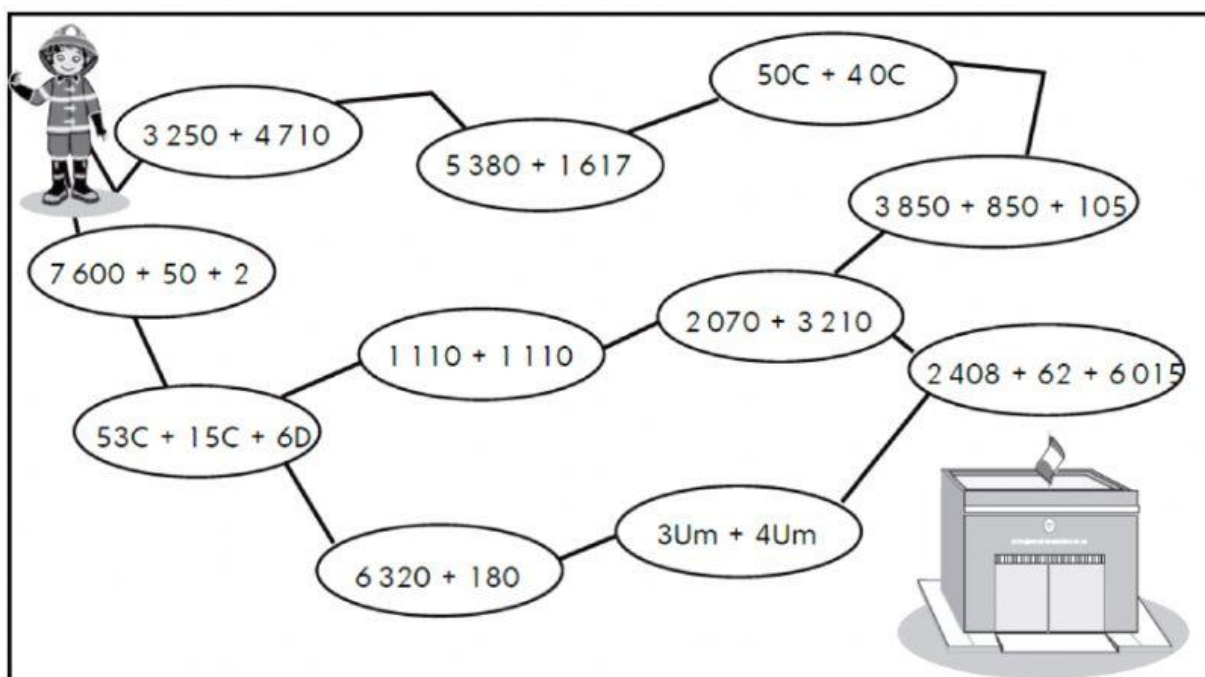 50C + 40C
3 250 + 4 710
5 380 + 1 617
3 850 + 850 + 105
7 600 + 50 + 2
2 070 + 3 210
1 110 + 1 110
2 408 + 62 + 6 015
53C + 15C + 6D
3Um + 4Um
6 320 + 180